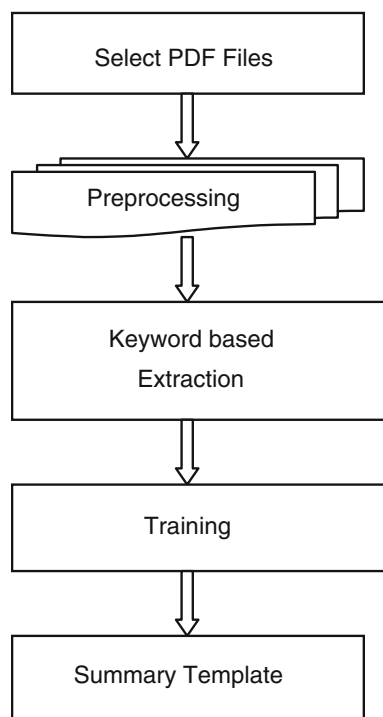 Select PDF Files
Preprocessing
Keyword based
Extraction
Training
Summary Template